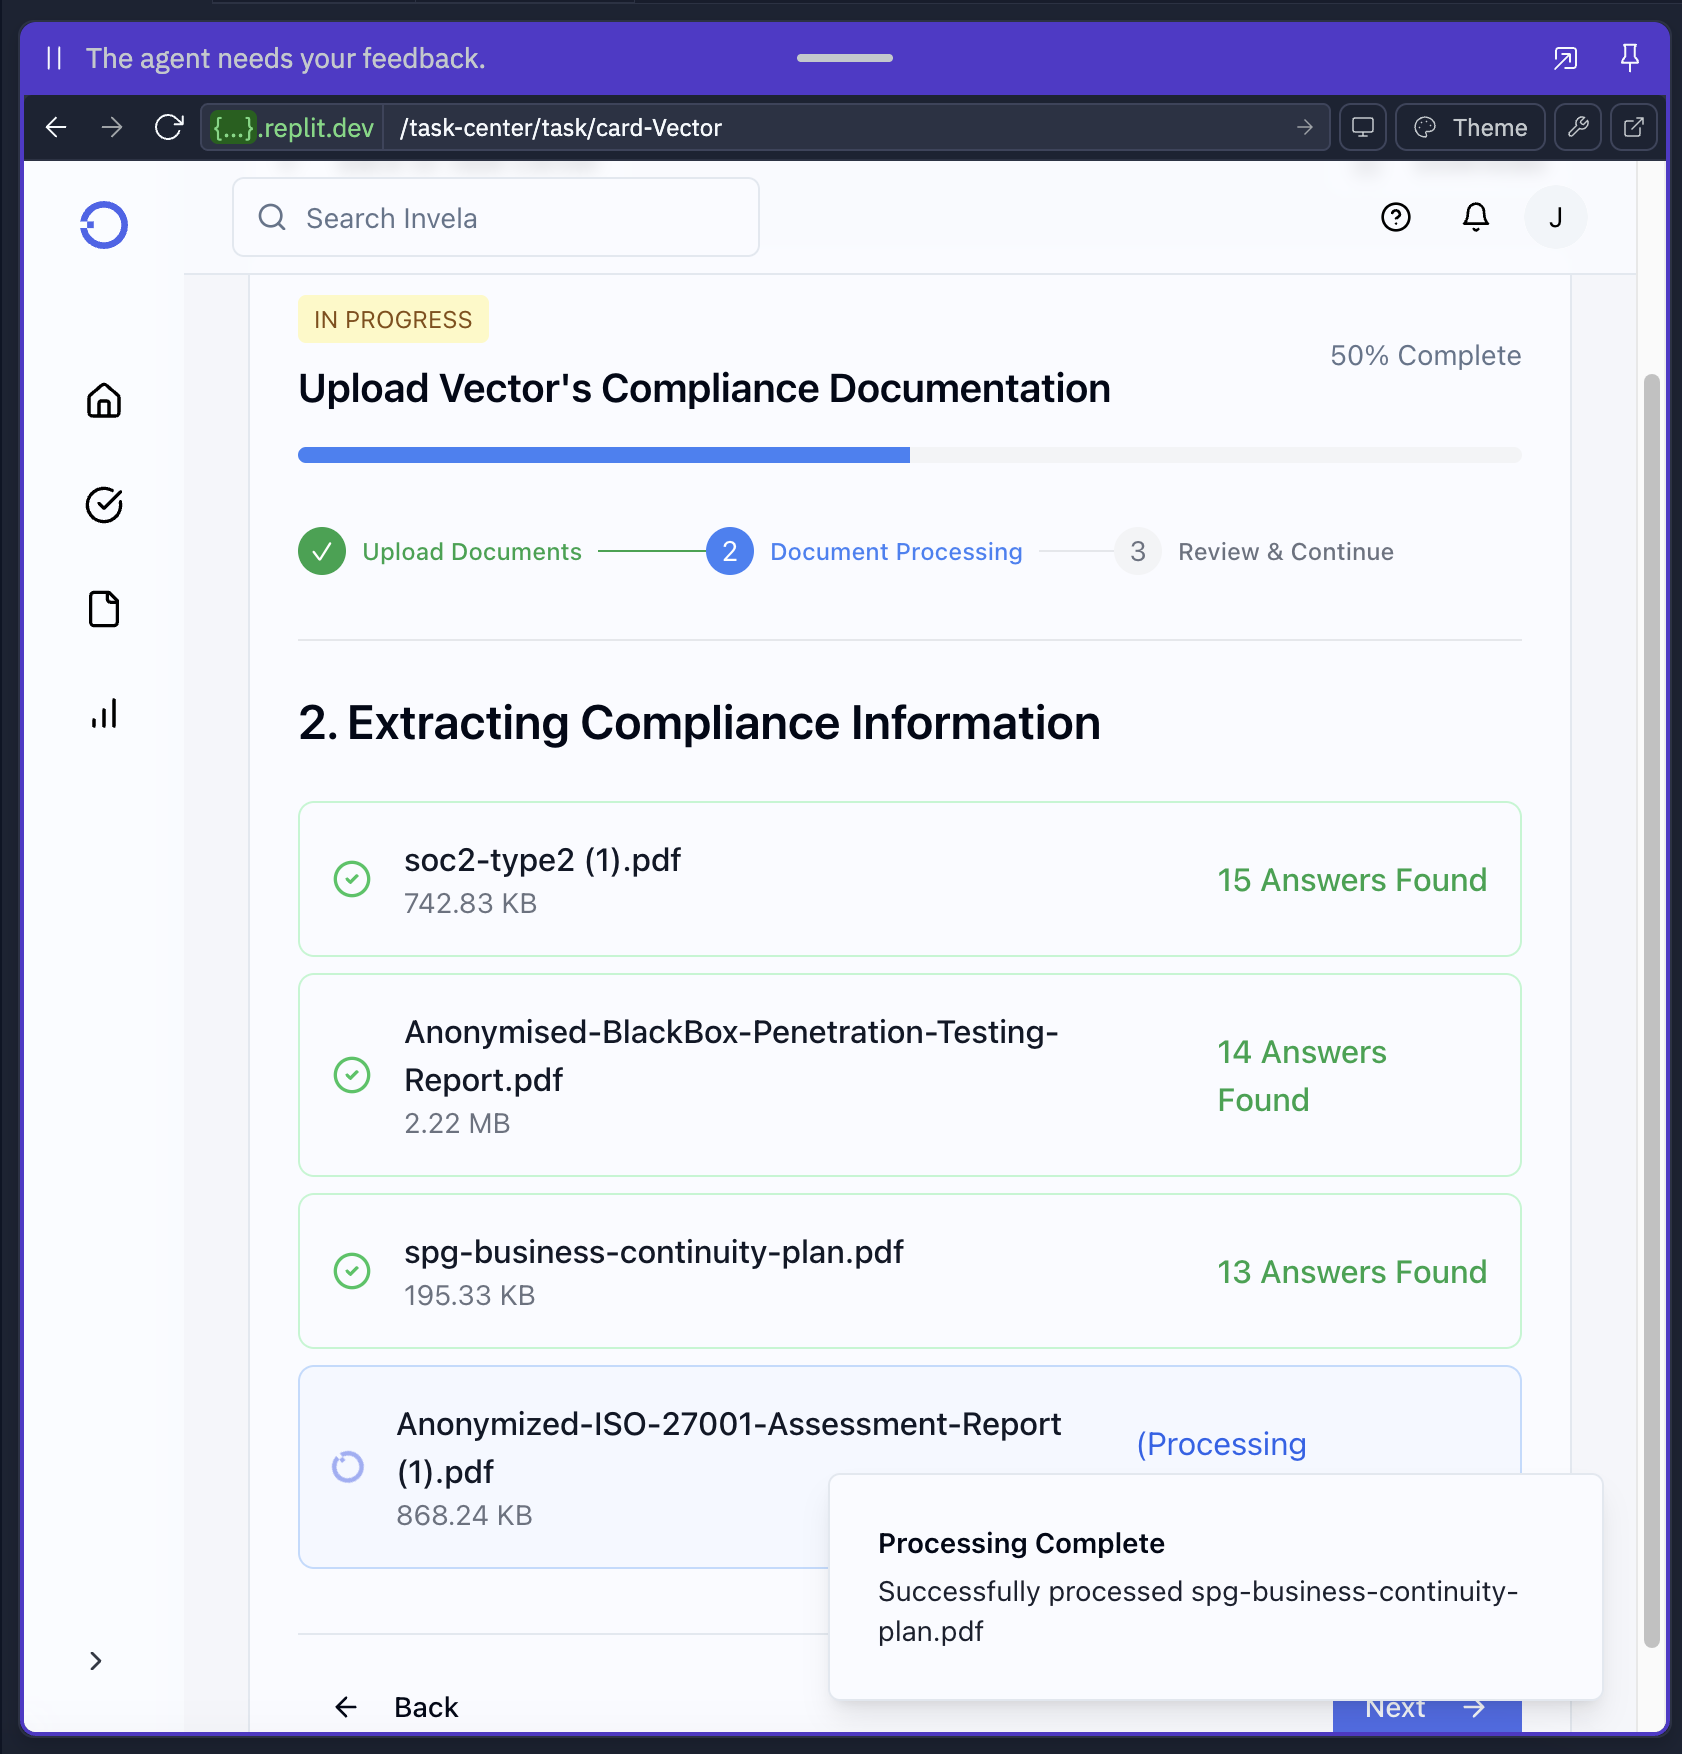 The agent needs your feedback.
{...}.replit.dev
/task-center/task/card-Vector
Theme
Search Invela
J
IN PROGRESS
50% Complete
Upload Vector's Compliance Documentation
Upload Documents
2
Document Processing
3
Review & Continue
2. Extracting Compliance Information
soc2-type2 (1).pdf
742.83 KB
15 Answers Found
Anonymised-BlackBox-Penetration-Testing-
Report.pdf
2.22 MB
14 Answers
Found
spg-business-continuity-plan.pdf
195.33 KB
13 Answers Found
Anonymized-ISO-27001-Assessment-Report
(1).pdf
868.24 KB
(Processing
Processing Complete
Successfully processed spg-business-continuity-
plan.pdf
Back
Next